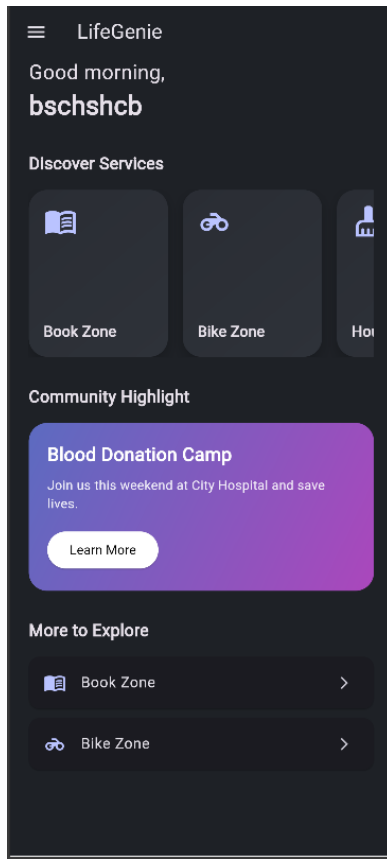 LifeGenie
Good morning,
bschshcb
Discover Services
Book Zone
Bike Zone
Hou
Community Highlight
Blood Donation Camp
Join us this weekend at City Hospital and save
lives.
Learn More
More to Explore
Book Zone
Bike Zone